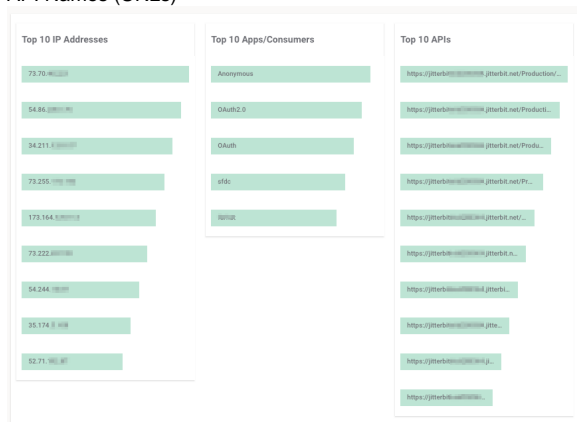 Top 10 IP Addresses
73.70.
54.86.
34.211.
73.255.
173.164.
73.222.
54.244.
35.174.
52.71.
Top 10 Apps/Consumers
Anonymous
OAuth2.0
OAuth
sfdc
Top 10 APIs
https://jitterbit .jitterbit.net/Production/...
https://jitterbit .jitterbit.net/Producti...
https://jitterbit .jitterbit.net/Produ...
https://jitterbit .jitterbit.net/Pr...
https://jitterbit .jitterbit.net/...
https://jitterbit .jitterbit.n...
https://jitterbit .jitterbi...
https://jitterbit .jitte...
https://jitterbit .ji...
https://jitterb ...